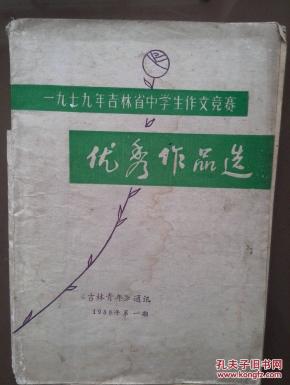 一九七九年吉林省中学生作文竞赛
优秀作品选
《吉林青年》通讯
1980年第一期
孔夫子旧书网